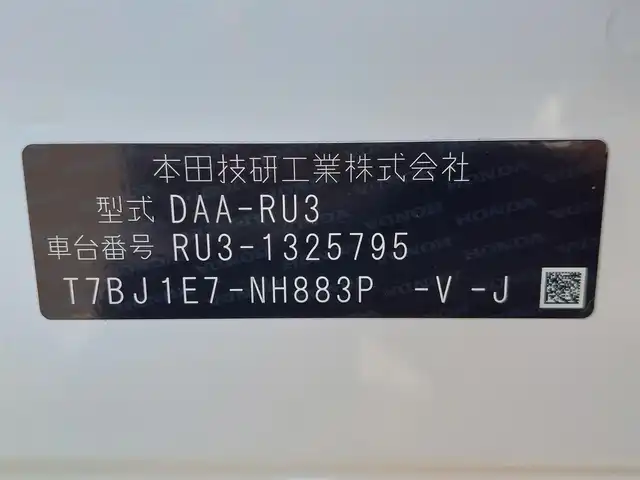 本田技研工業株式会社
型式 DAA-RU3
車台番号 RU3-1325795
T7BJ1E7-NH883P -V -J